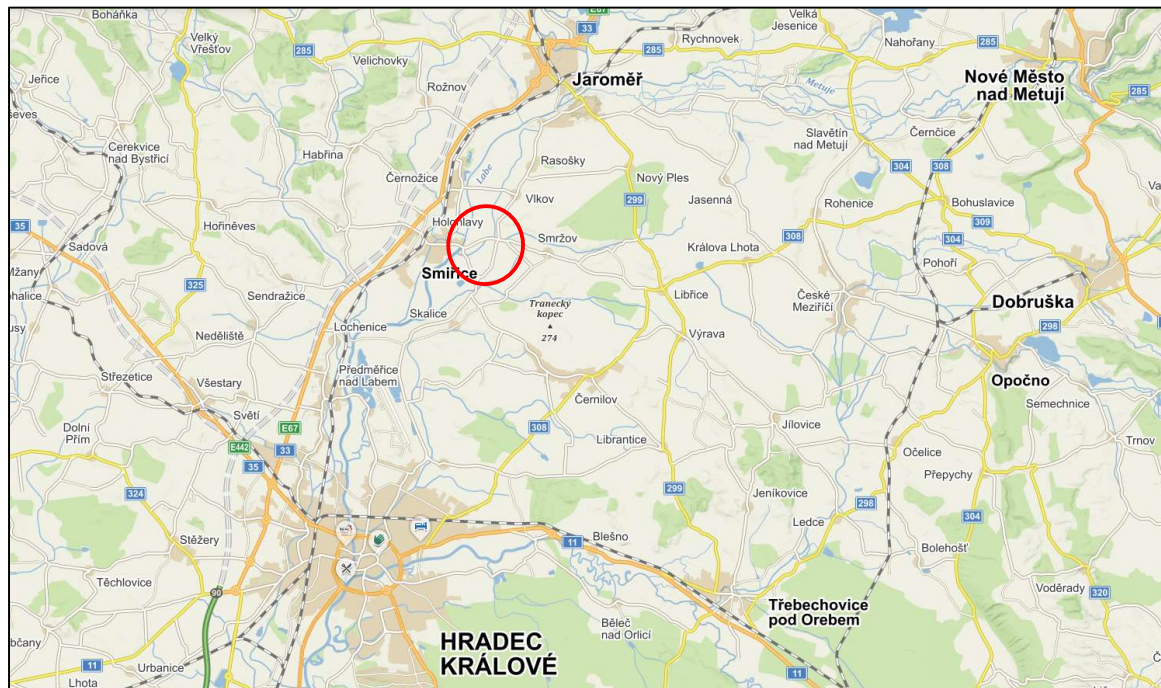 Boháňka
E67
33
Velká
Jesenice
Velký
Vřešťov
285
Velichovky
285
Rychnovek
Nahořany
285
Jeřice
Rožnov
Jaroměř
Metuje
Nové Město
nad Metují
285
Cerekvice
nad Bystřicí
Habřina
Labe
Rasošky
Slavětín
nad Metují
Černčice
304
308
Černožice
Nový Ples
299
Vlkov
Jasenná
Rohenice
Bohuslavice
309
35
Hořiněves
Holohlavy
Sadová
Smržov
Králova Lhota
308
304
Pohoří
Smiřice
325
Sendražice
Libřice
České
Meziříčí
Dobruška
Skalice
Tranecký
kopec
274
Lochenice
Neděliště
Výrava
298
Předměřice
nad Labem
Střezetice
Všestary
Opočno
Světí
Černilov
Semechnice
Dolní
Přím
E67
E442
33
35
308
Librantice
Jílovice
Trnov
Očelice
Přepychy
324
299
Jeníkovice
298
304
Stěžery
11
Blešno
Ledce
Bolehošť
Těchlovice
90
Voděrady
320
Třebechovice
pod Orebem
Běleč
nad Orlicí
HRADEC
KRÁLOVÉ
11
Urbanice
Lhota
11